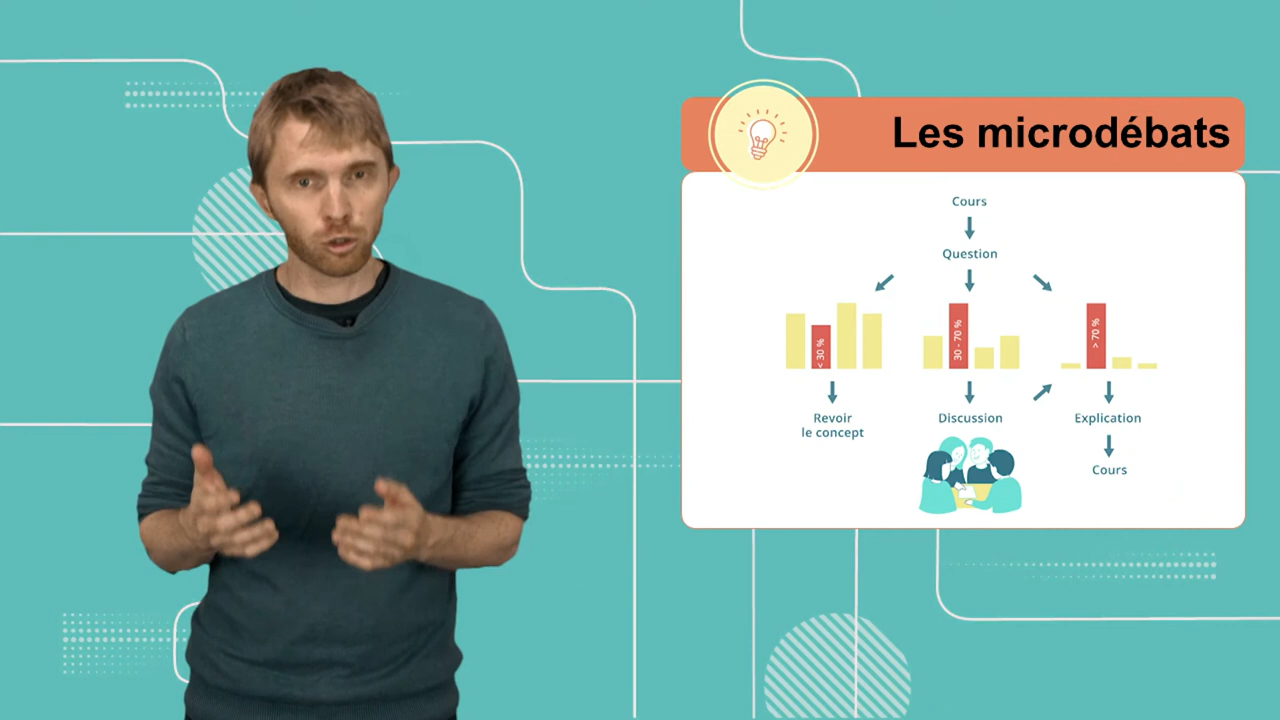 Les microdébats
Cours
Question
< 30 %
30 - 70 %
> 70 %
Revoir
le concept
Discussion
Explication
Cours